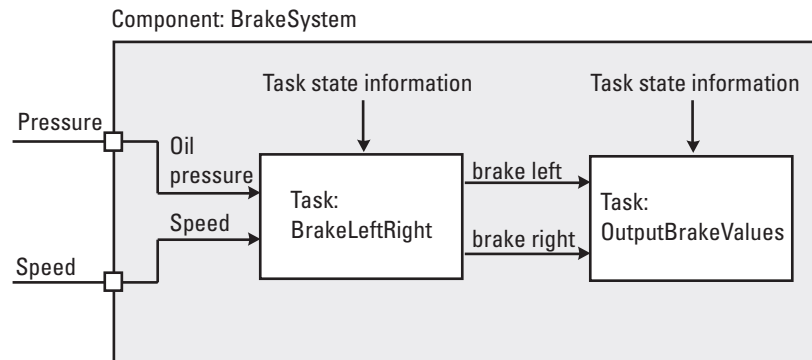 Component: BrakeSystem
Task state information
Task state information
Pressure
Oil
pressure
brake left
Task:
BrakeLeftRight
Task:
OutputBrakeValues
Speed
brake right
Speed